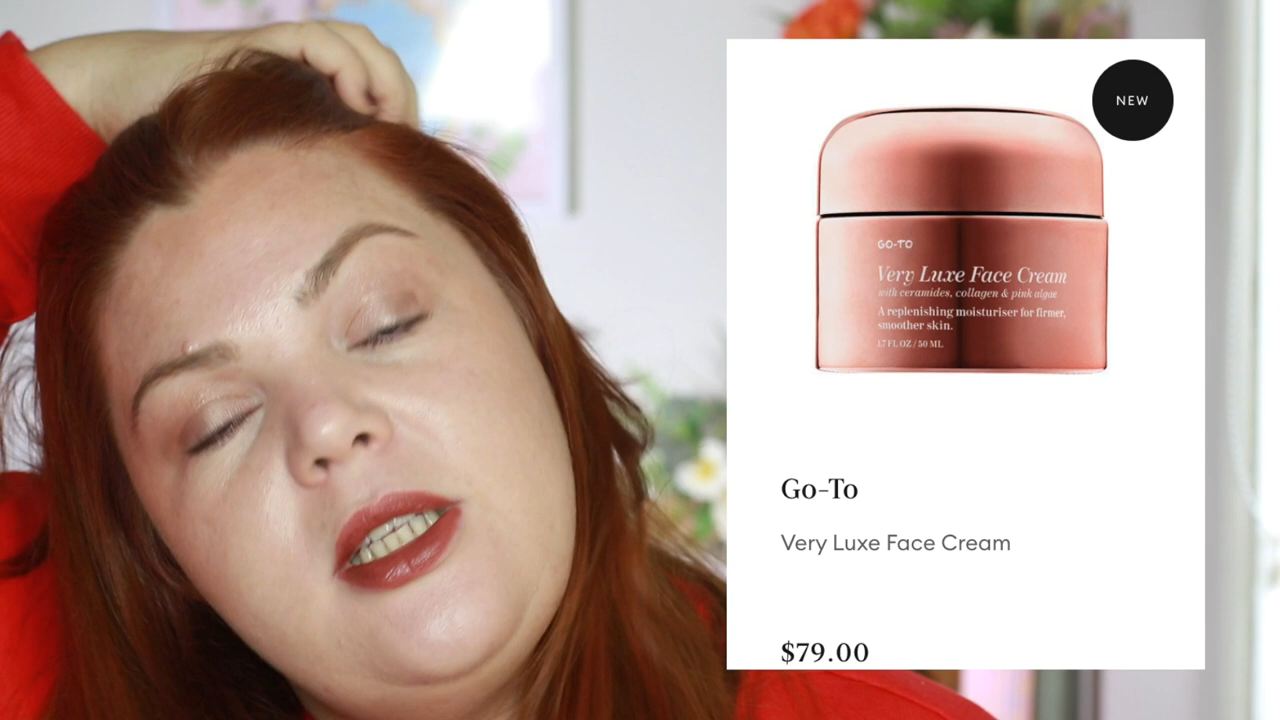 NEW
GO-TO
Very Luxe Face Cream
with ceramides, collagen & pink algae
A replenishing moisturiser for firmer,
smoother skin.
1.7 FL OZ / 50 ML
Go-To
Very Luxe Face Cream
$79.00